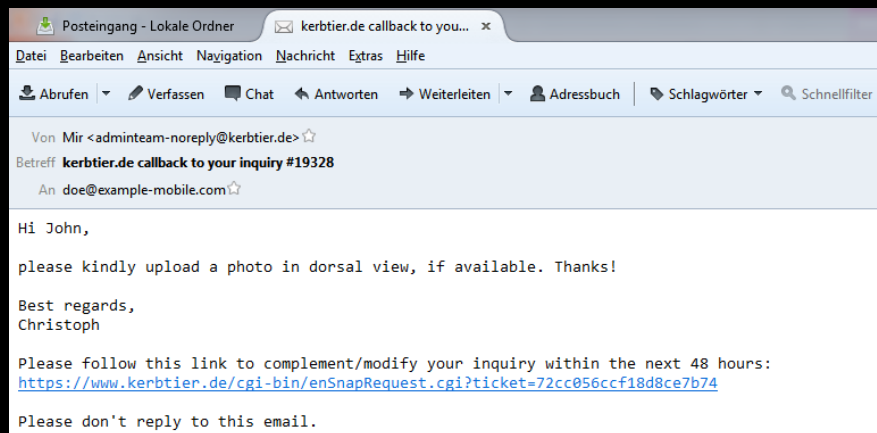 Posteingang - Lokale Ordner
kerbtier.de callback to you...
Datei Bearbeiten Ansicht Navigation Nachricht Extras Hilfe
Abrufen Verfassen Chat Antworten Weiterleiten Adressbuch Schlagwörter Schnellfilter
Von Mir <adminteam-noreply@kerbtier.de>
Betreff kerbtier.de callback to your inquiry #19328
An doe@example-mobile.com
Hi John,
please kindly upload a photo in dorsal view, if available. Thanks!
Best regards,
Christoph
Please follow this link to complement/modify your inquiry within the next 48 hours:
https://www.kerbtier.de/cgi-bin/enSnapRequest.cgi?ticket=72cc056ccf18d8ce7b74
Please don't reply to this email.